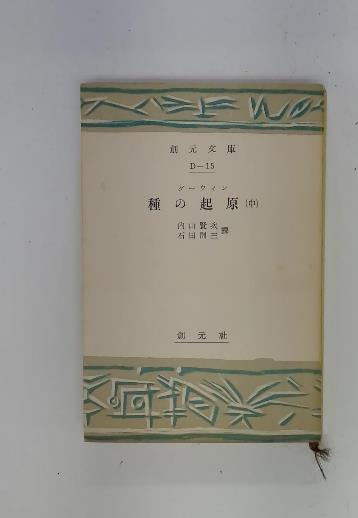 創元文庫
D—15
ダーウィン
種の起原(中)
内山賢次
石田周三 譯
創元社